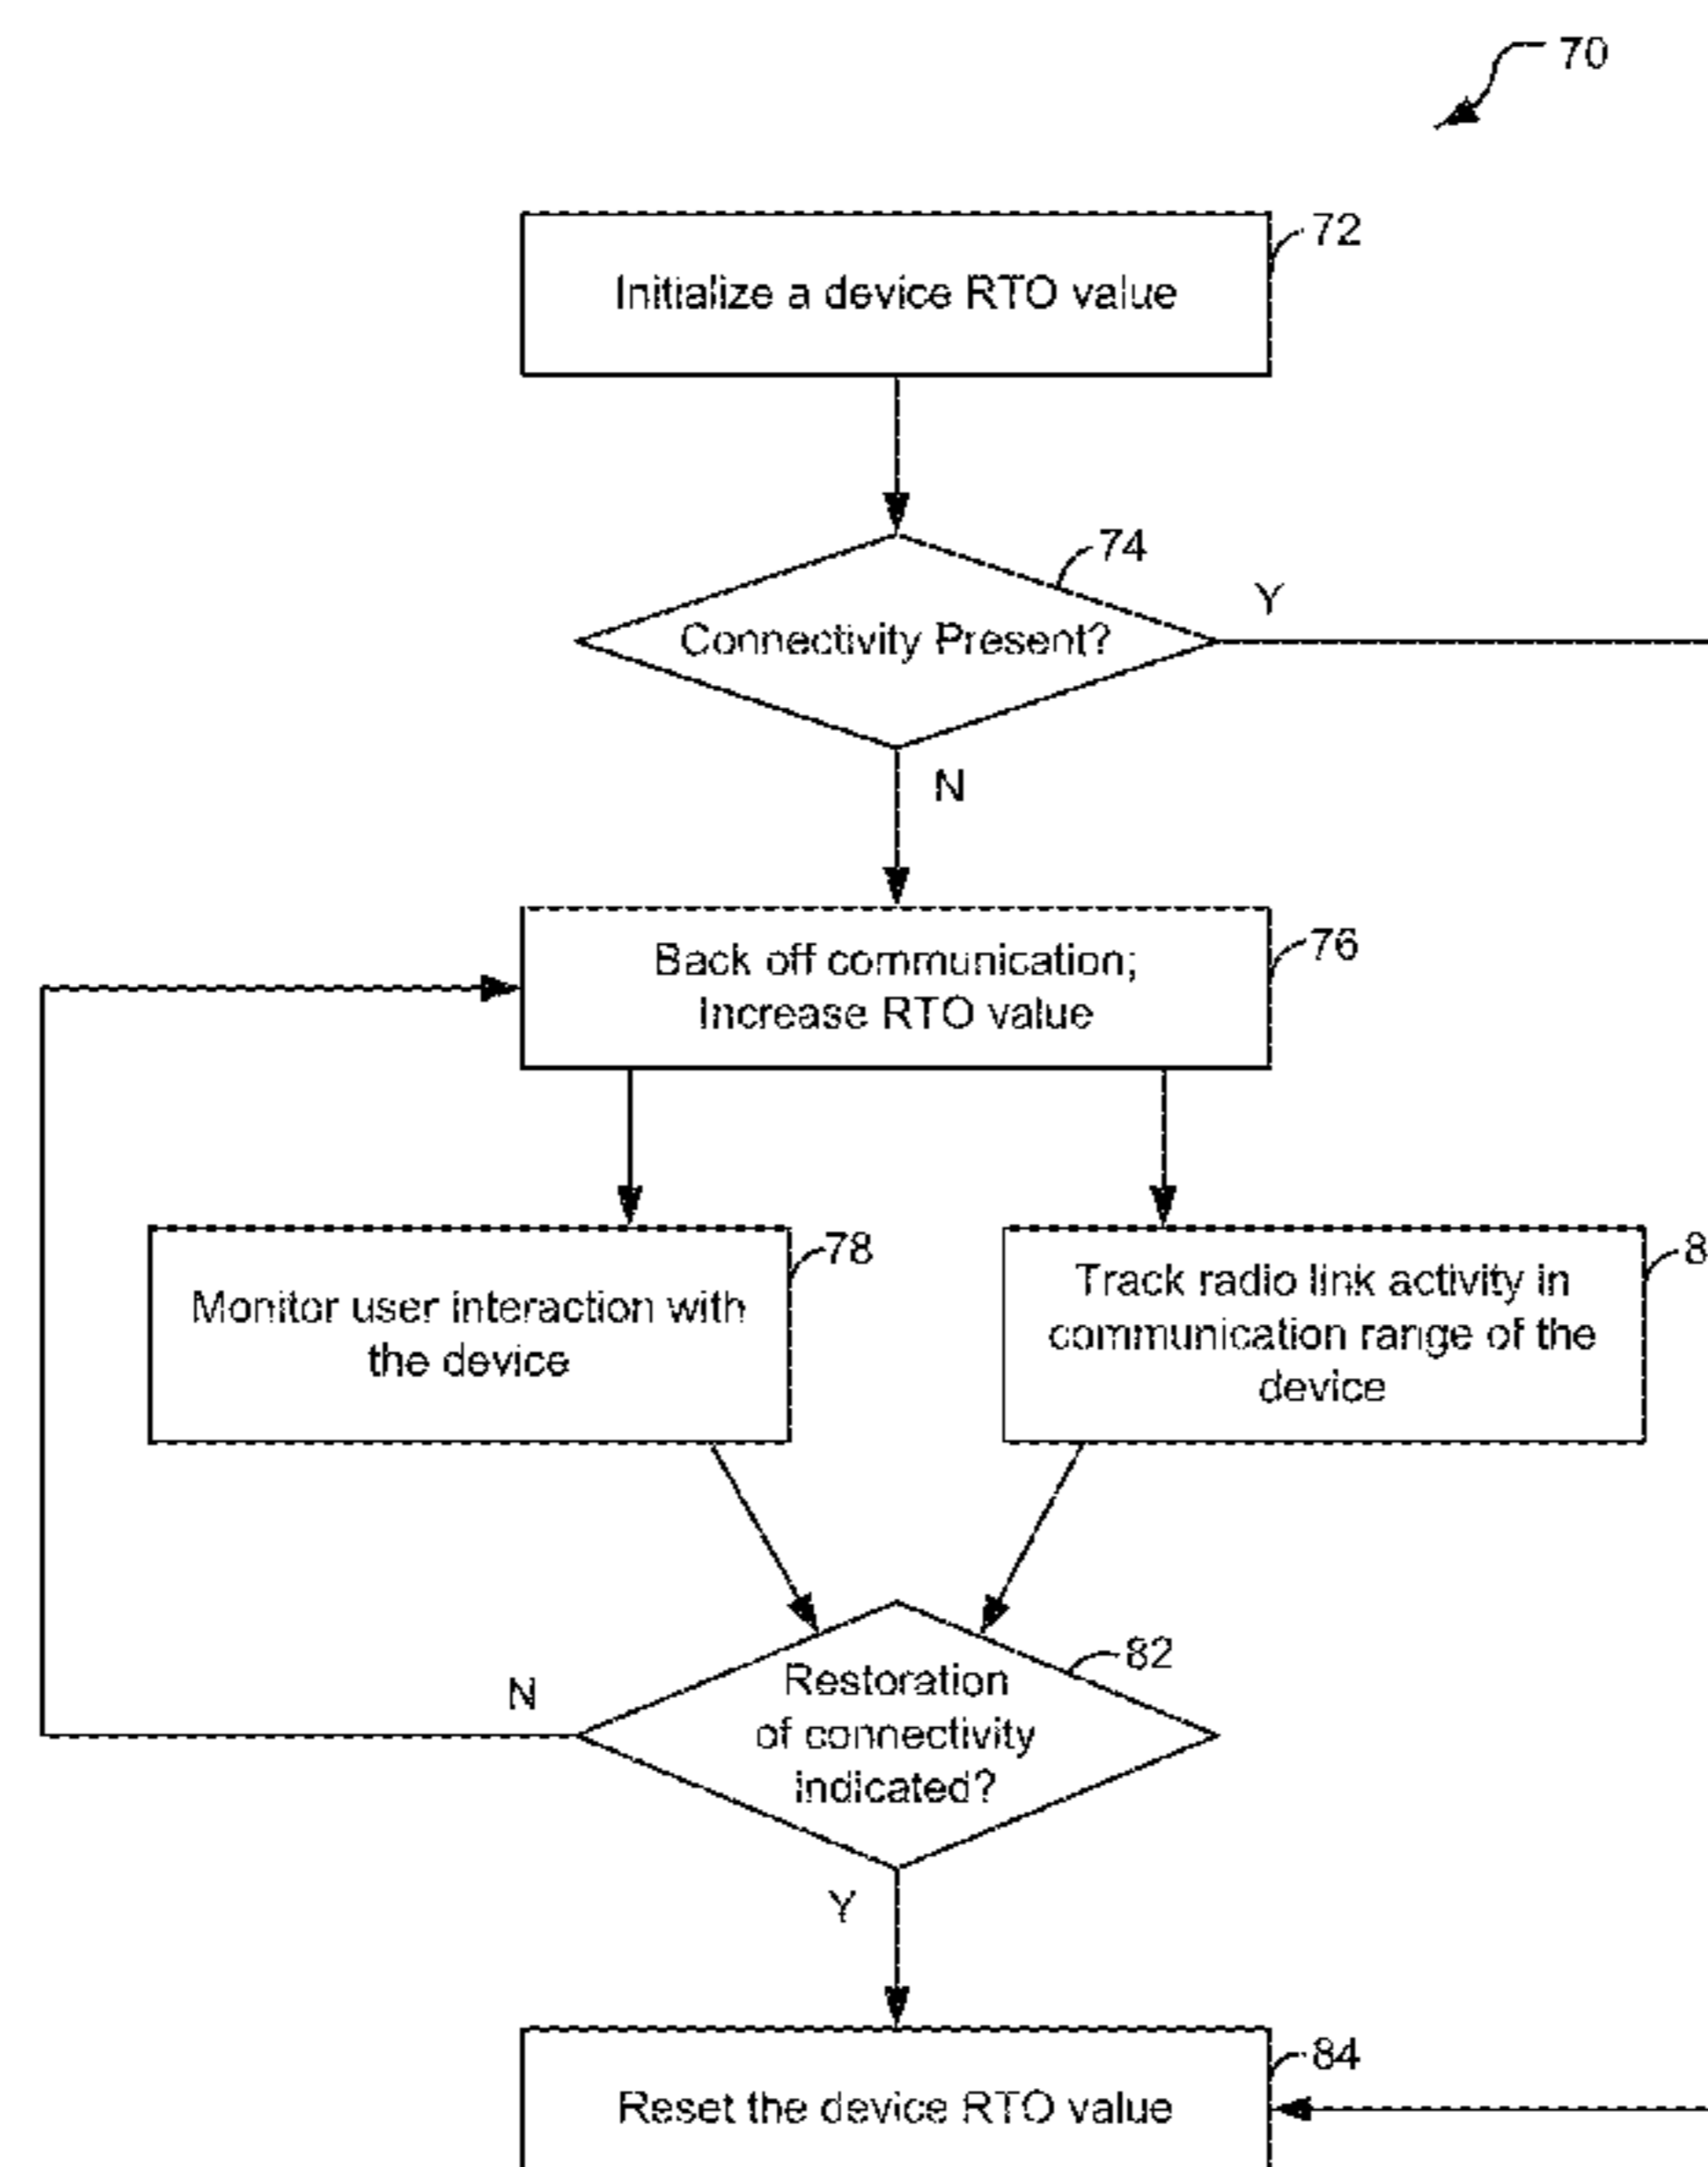 70
72
Initialize a device RTO value
74
Y
Connectivity Present?
N
76
Back off communication;
Increase RTO value
78
Monitor user interaction with
the device
8
Track radio link activity in
communication range of the
device
82
N
Restoration
of connectivity
indicated?
Y
84
Reset the device RTO value